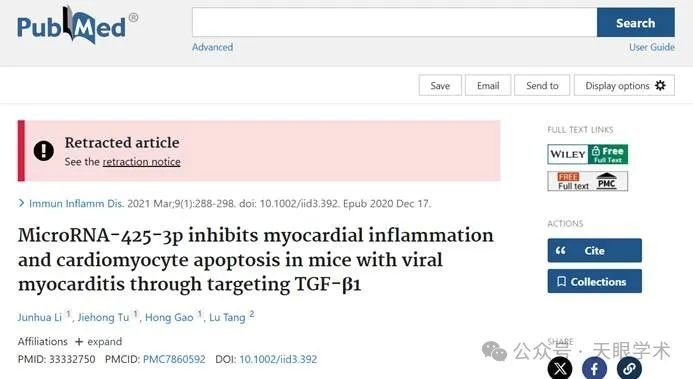 PubMed®
Search
Advanced
User Guide
Save
Email
Send to
Display options
Retracted article
See the retraction notice
FULL TEXT LINKS
WILEY Free Full Text
FREE Full text PMC
Immun Inflamm Dis. 2021 Mar;9(1):288-298. doi: 10.1002/iid3.392. Epub 2020 Dec 17.
MicroRNA-425-3p inhibits myocardial inflammation
and cardiomyocyte apoptosis in mice with viral
myocarditis through targeting TGF-β1
ACTIONS
Cite
Collections
Junhua Li 1, Jiehong Tu 1, Hong Gao 1, Lu Tang 2
Affiliations + expand
PMID: 33332750 PMCID: PMC7860592 DOI: 10.1002/iid3.392
SHARE
公众号 · 天眼学术